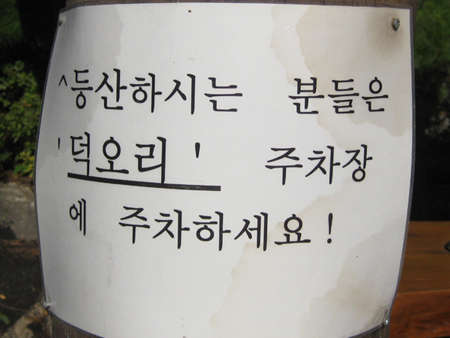 ^등산하시는 분들은
'덕오리' 주차장
에 주차하세요!